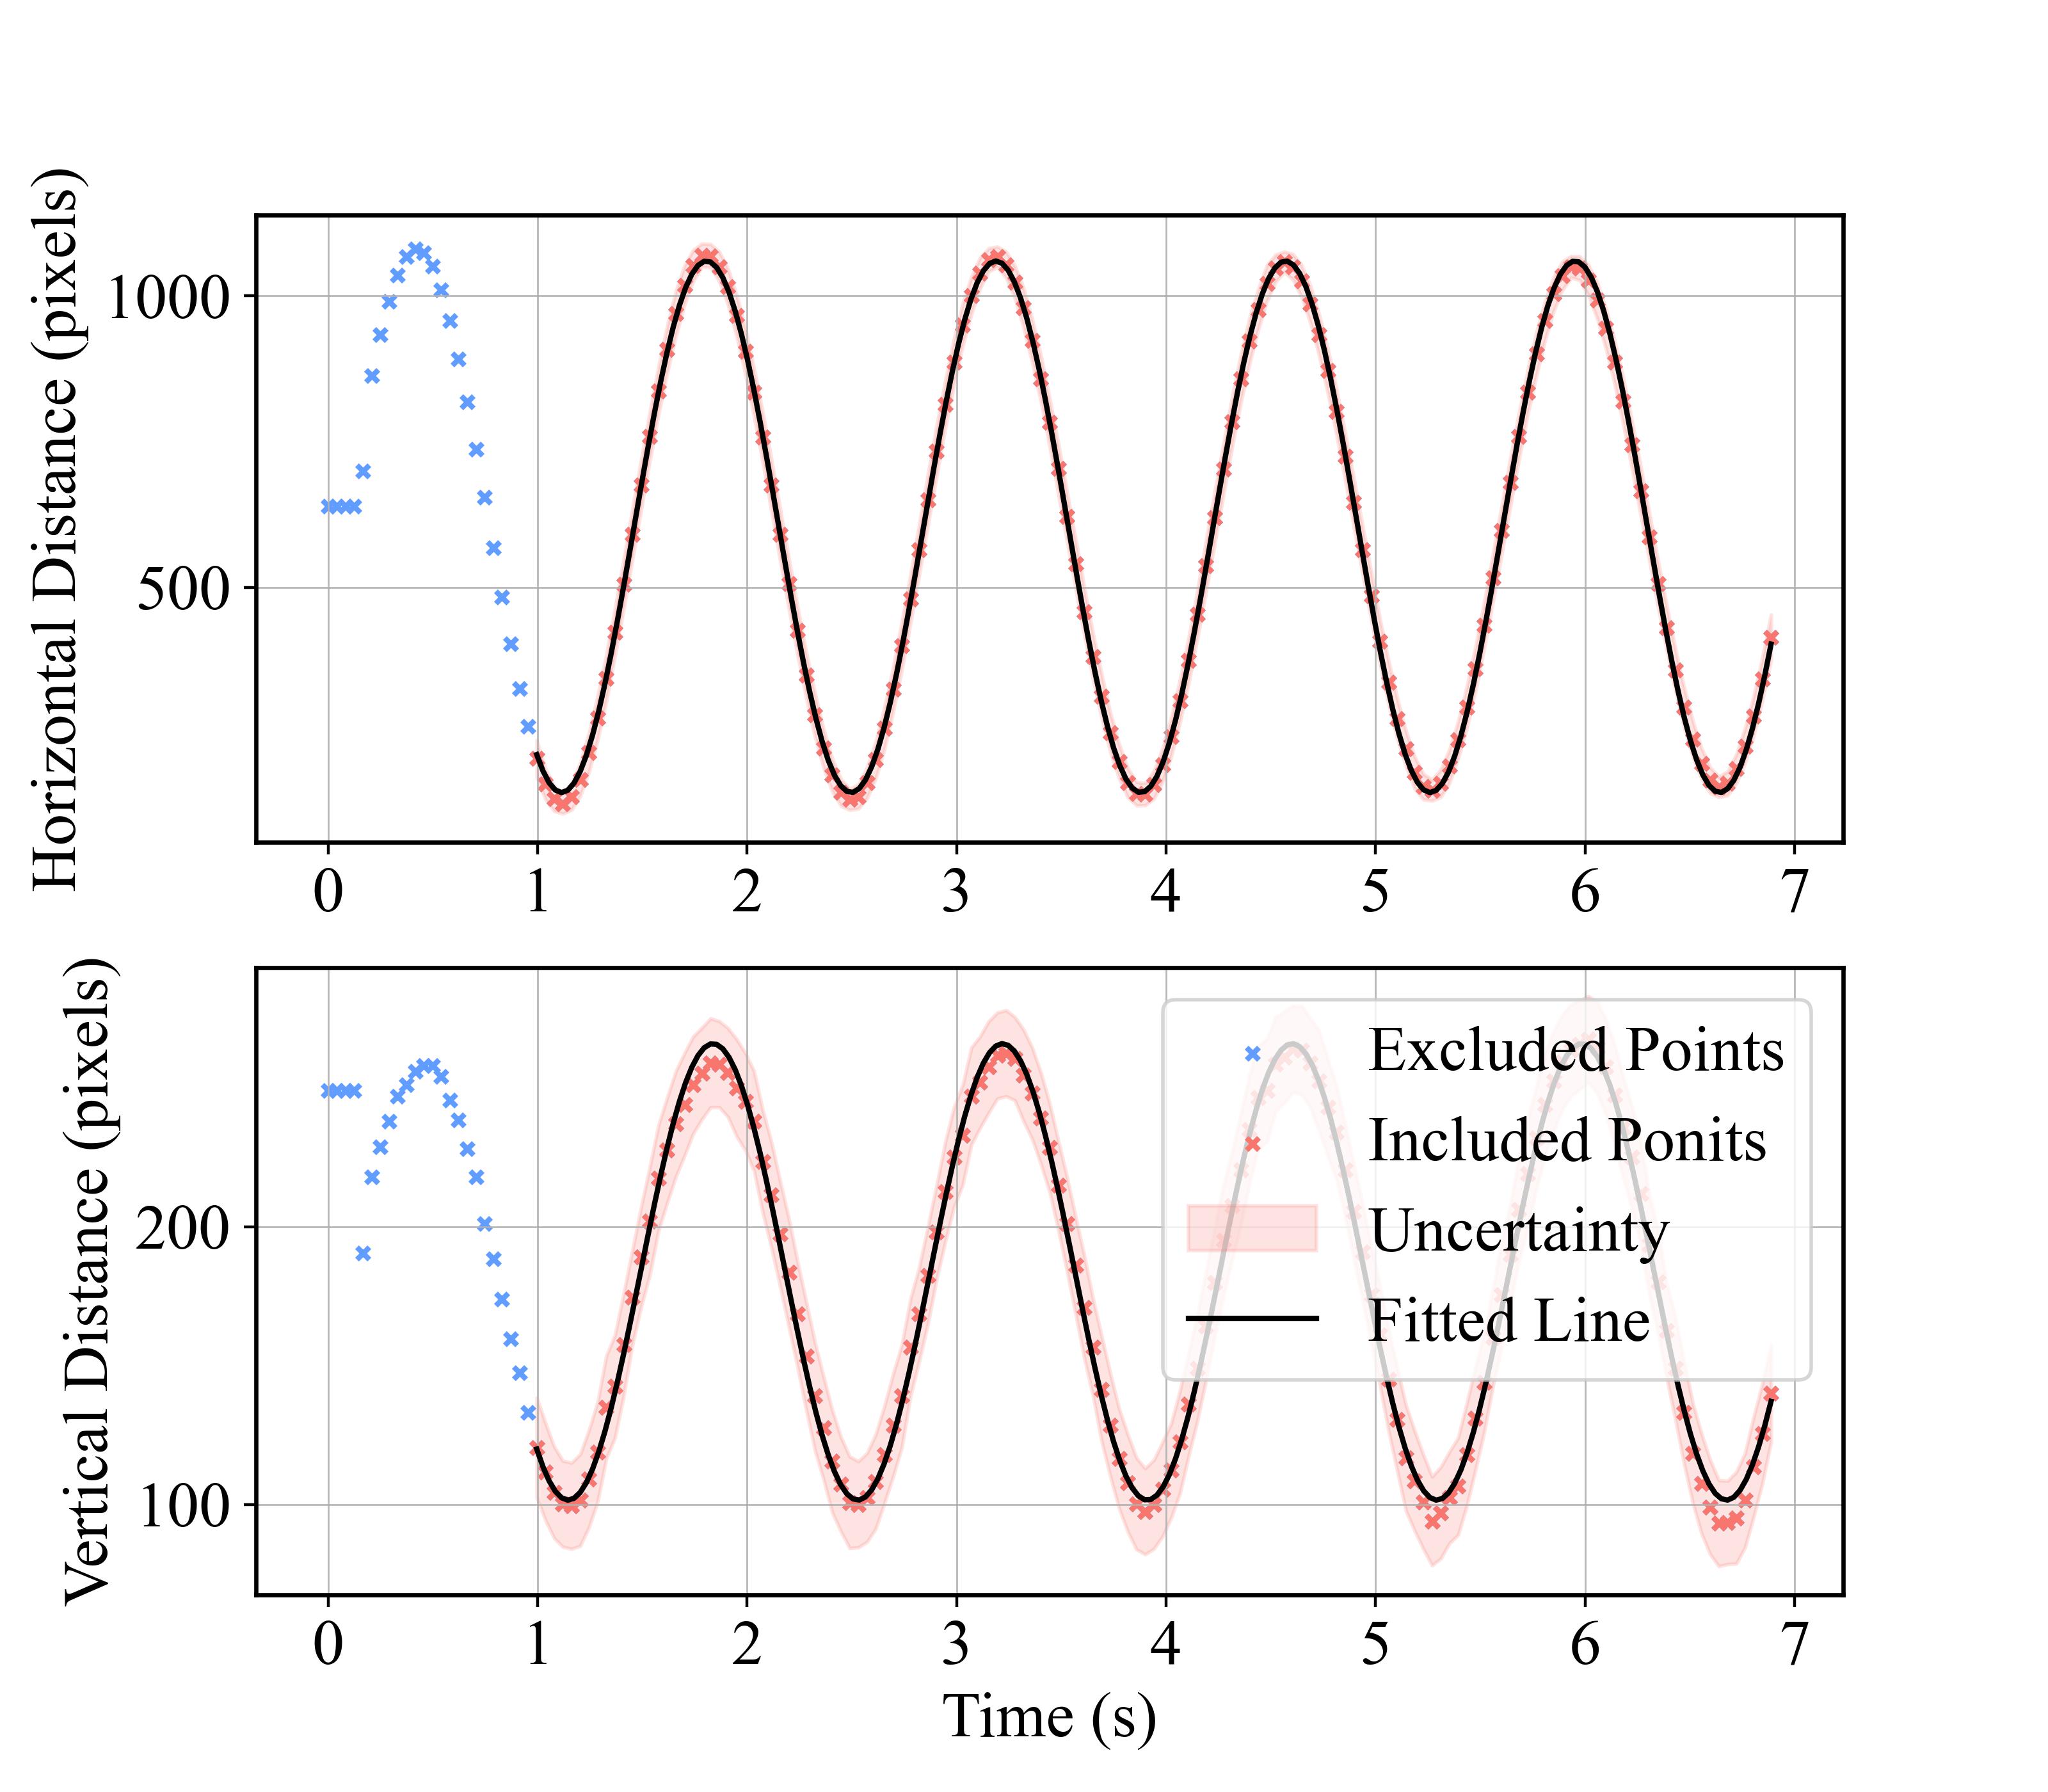 Horizontal Distance (pixels)
1000
500
0 1 2 3 4 5 6 7
Vertical Distance (pixels)
200
100
Excluded Points
Included Ponits
Uncertainty
Fitted Line
0 1 2 3 4 5 6 7
Time (s)